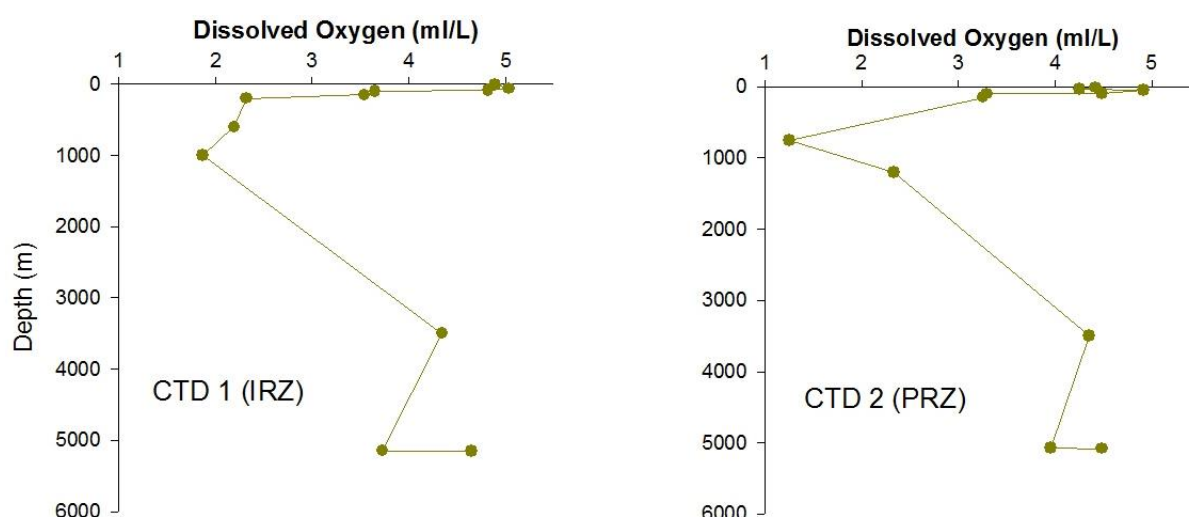 Dissolved Oxygen (ml/L)
1 2 3 4 5
0
1000
2000
3000
4000
5000
6000
Depth (m)
CTD 1 (IRZ)
Dissolved Oxygen (ml/L)
1 2 3 4 5
0
1000
2000
3000
4000
5000
6000
CTD 2 (PRZ)